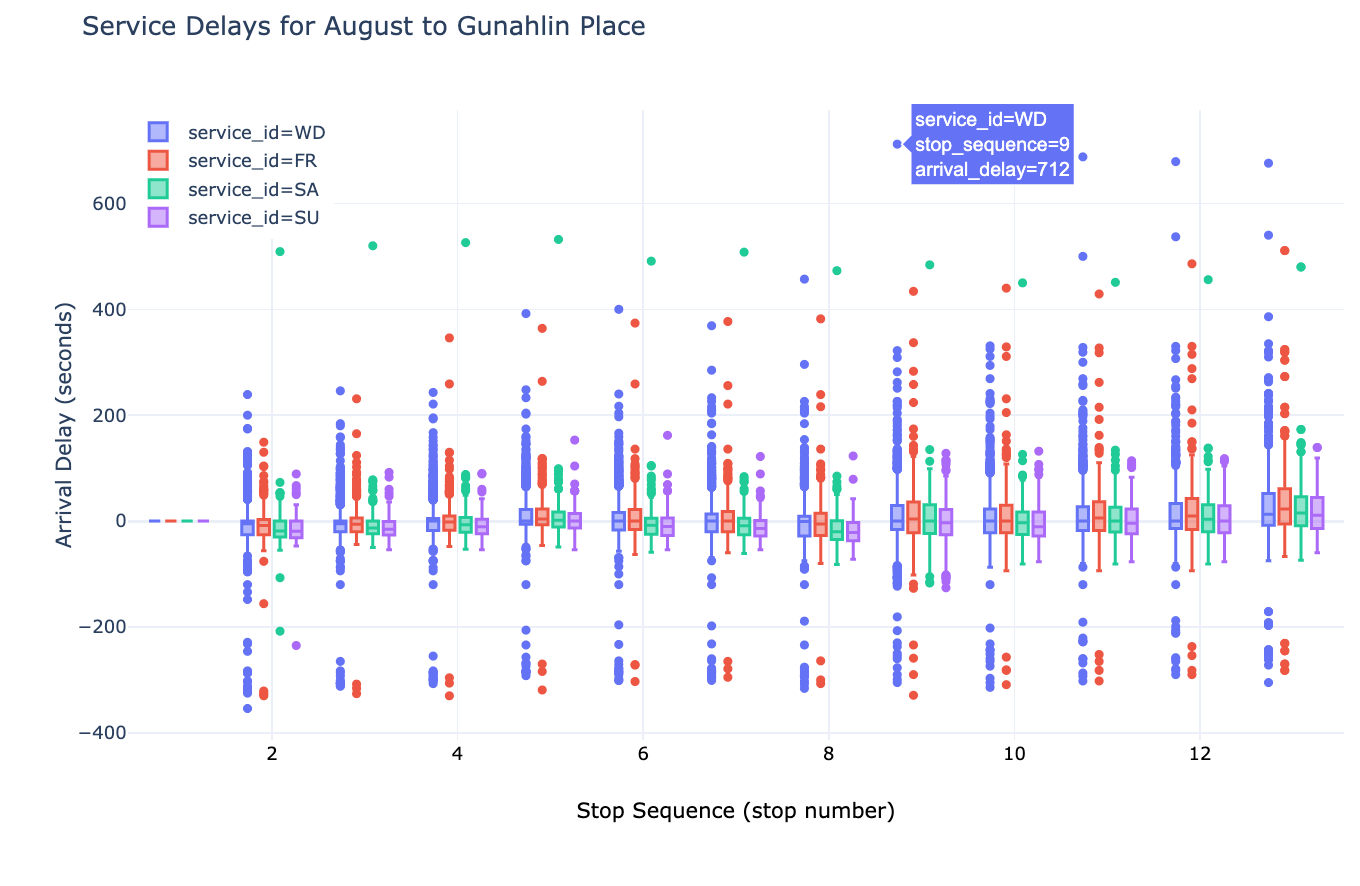 Service Delays for August to Gunahlin Place
service_id=WD
service_id=FR
service_id=SA
service_id=SU
service_id=WD
stop_sequence=9
arrival_delay=712
Arrival Delay (seconds)
600
400
200
0
−200
−400
2 4 6 8 10 12
Stop Sequence (stop number)